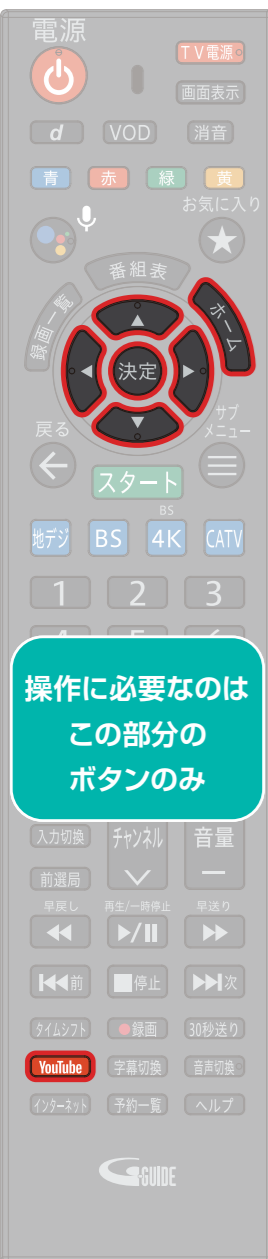 電源
TV電源
画面表示
d VOD 消音
青 赤 緑 黄
お気に入り
番組表
録画一覧
ホーム
決定
戻る
サブ
メニュー
スタート
BS
地デジ BS 4K CATV
1 2 3
操作に必要なのは
この部分の
ボタンのみ
入力切換 チャンネル 音量
前選局
早戻し 再生/一時停止 早送り
前 停止 次
タイムシフト 録画 30秒送り
YouTube 字幕切換 音声切換
インターネット 予約一覧 ヘルプ
G-GUIDE